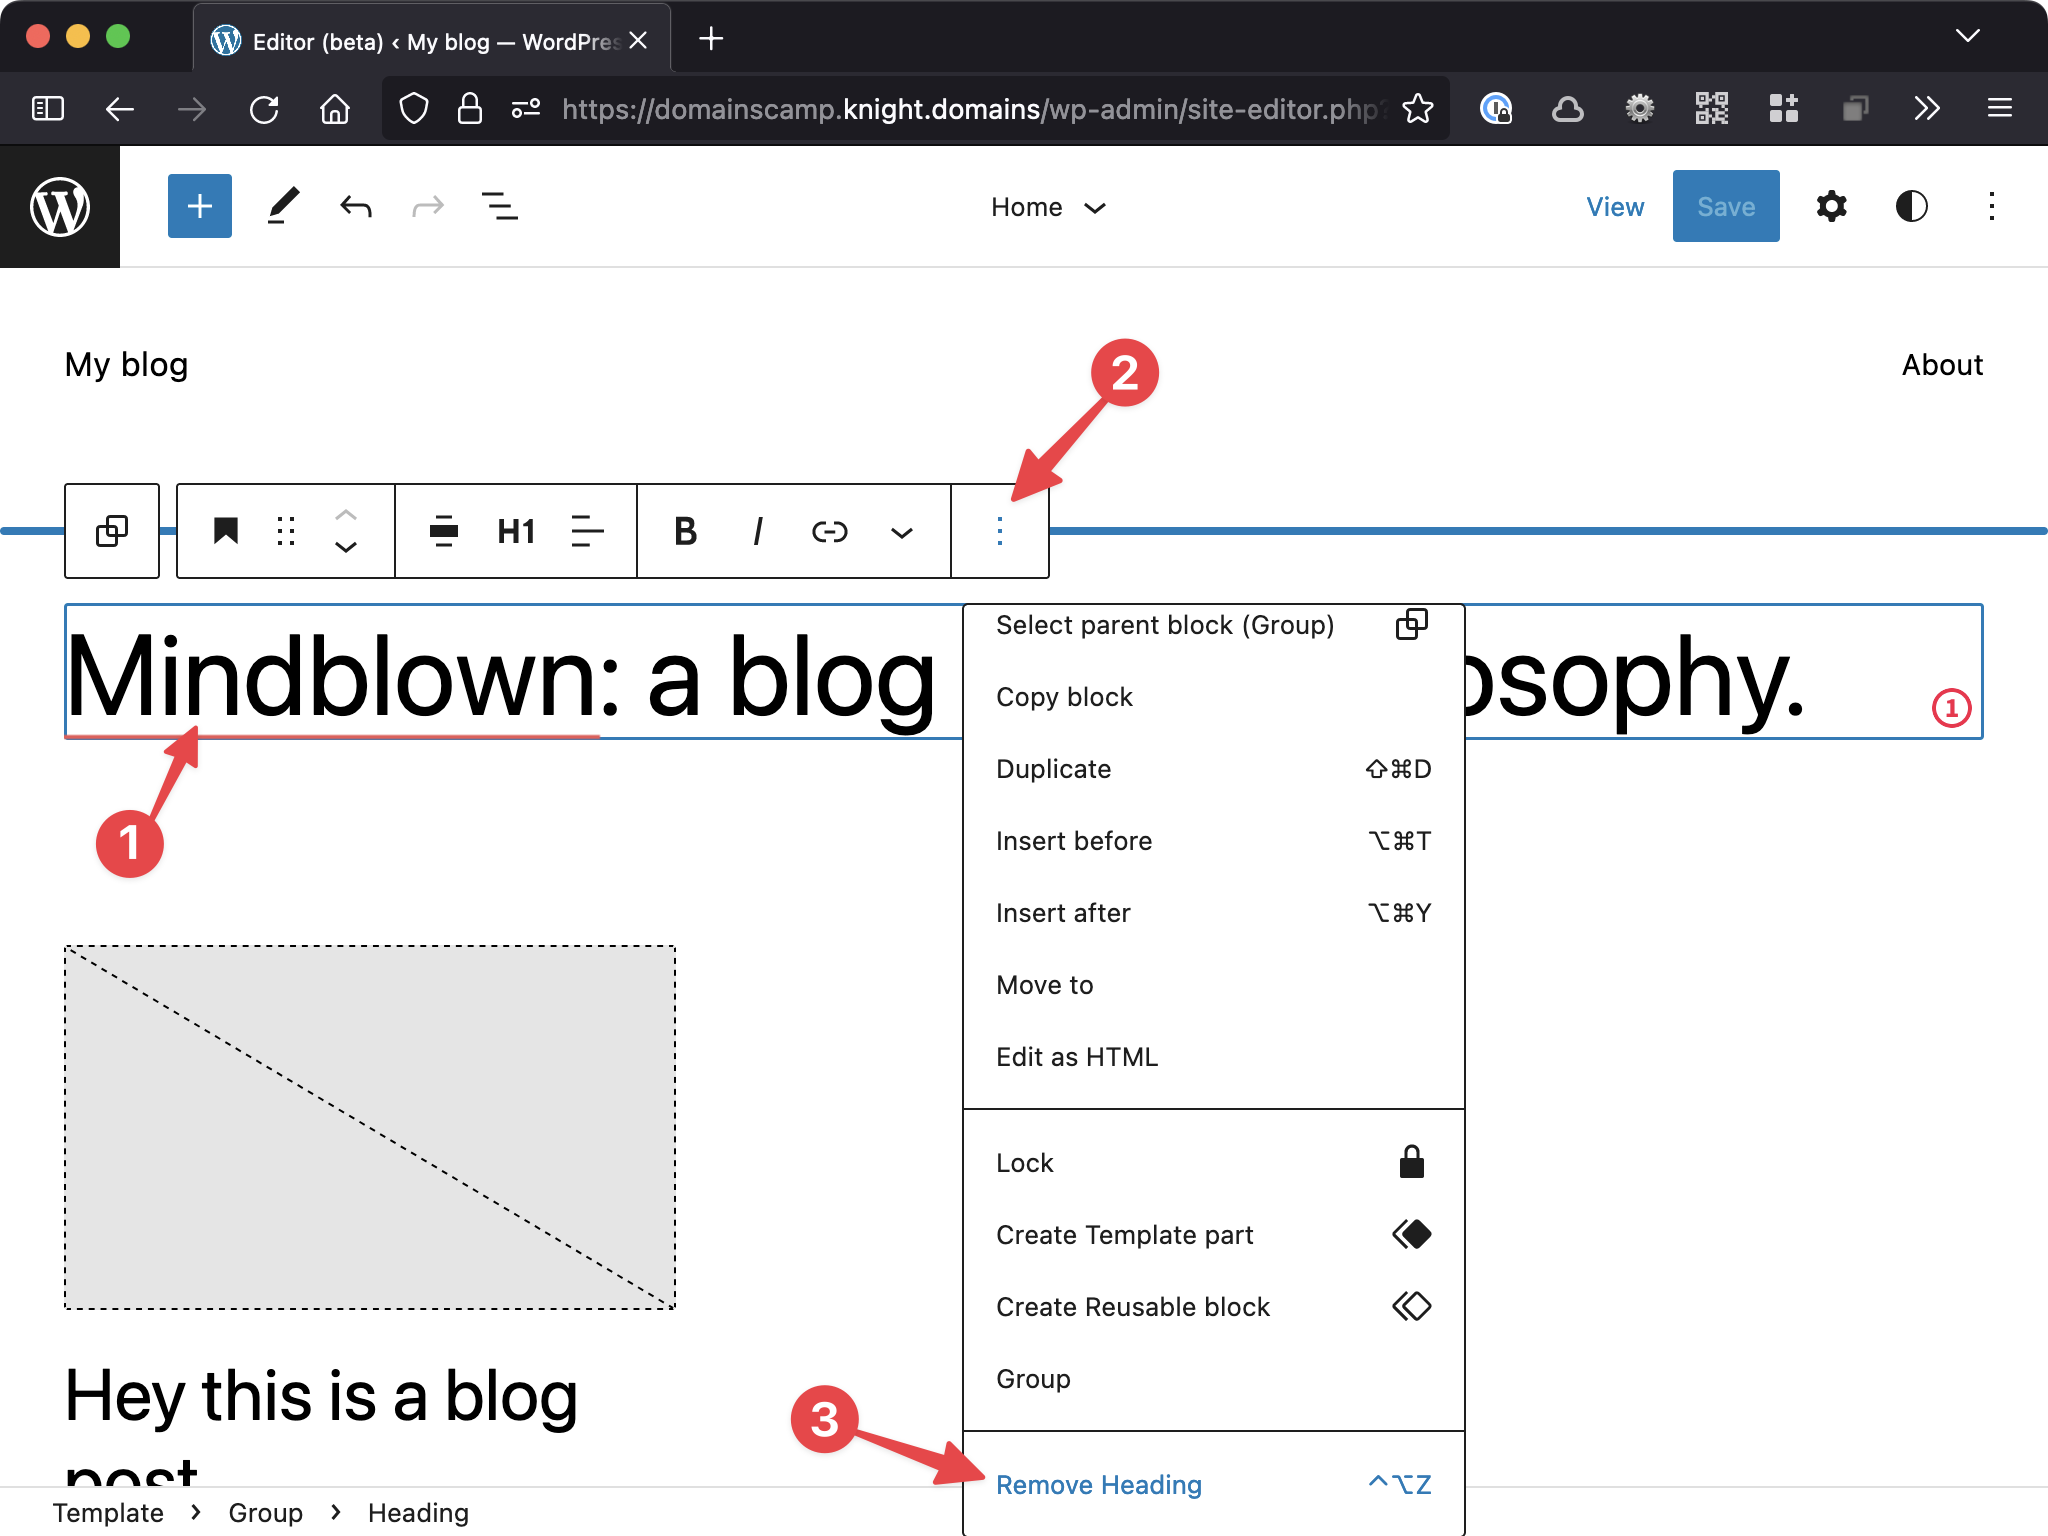 Editor (beta) ‹ My blog — WordPres
https://domainscamp.knight.domains/wp-admin/site-editor.php?
Home
View
Save
My blog
About
2
H1
B
I
Mindblown: a blog
osophy.
1
1
Select parent block (Group)
Copy block
Duplicate ⇧⌘D
Insert before ⌥⌘T
Insert after ⌥⌘Y
Move to
Edit as HTML
Lock
Create Template part
Create Reusable block
Group
3
Remove Heading ^⌥Z
Hey this is a blog
post
Template › Group › Heading